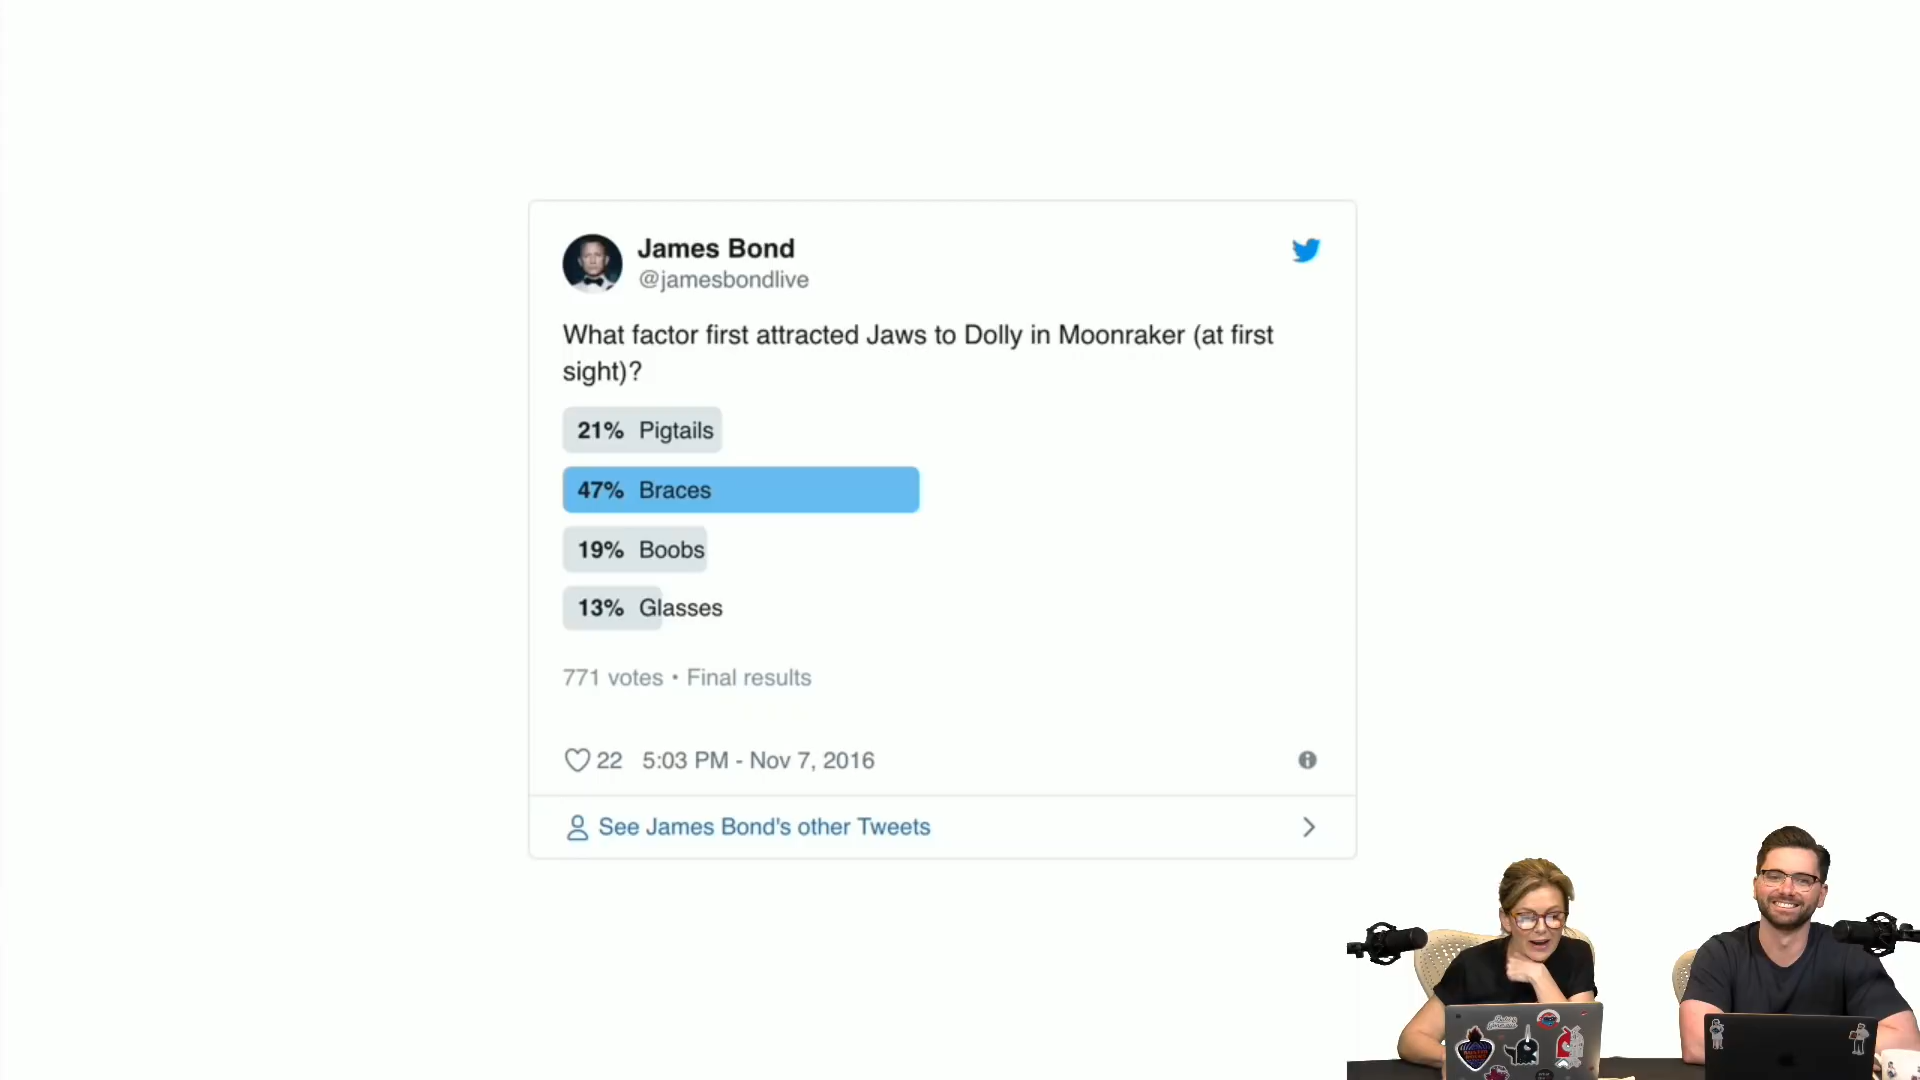 James Bond
@jamesbondlive
What factor first attracted Jaws to Dolly in Moonraker (at first
sight)?
21% Pigtails
47% Braces
19% Boobs
13% Glasses
771 votes • Final results
22 5:03 PM - Nov 7, 2016
See James Bond's other Tweets